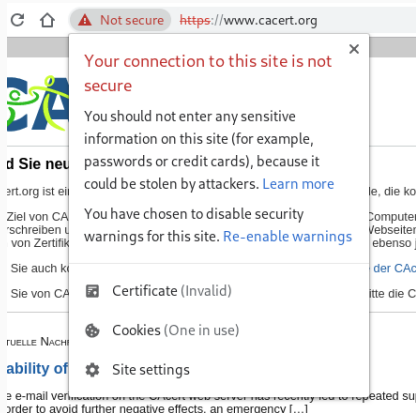 Not secure https://www.cacert.org
Your connection to this site is not
secure
You should not enter any sensitive
information on this site (for example,
passwords or credit cards), because it
could be stolen by attackers. Learn more
You have chosen to disable security
warnings for this site. Re-enable warnings
Certificate (Invalid)
Cookies (One in use)
Site settings
CA
d Sie neu
cert.org ist ei
e, die ko
Ziel von CA
Computer
rschreiben u
Webseiten
von Zertifik
ebenso j
Sie auch ko
der CAc
Sie von CA
itte die C
TUELLE NACHR
ability of
e e-mail verification on the CAcert web server has recently led to repeated su
order to avoid further negative effects, an emergency […]